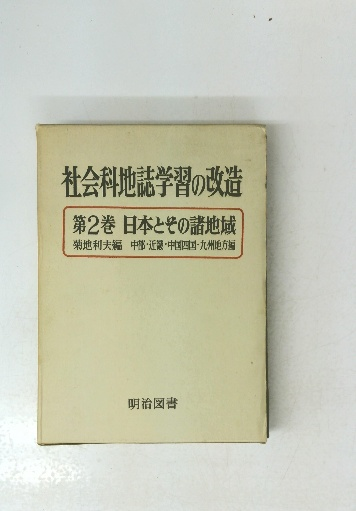 社会科地誌学習の改造
第2巻 日本とその諸地域
菊地利夫編 中部・近畿・中国四国・九州地方編
明治図書